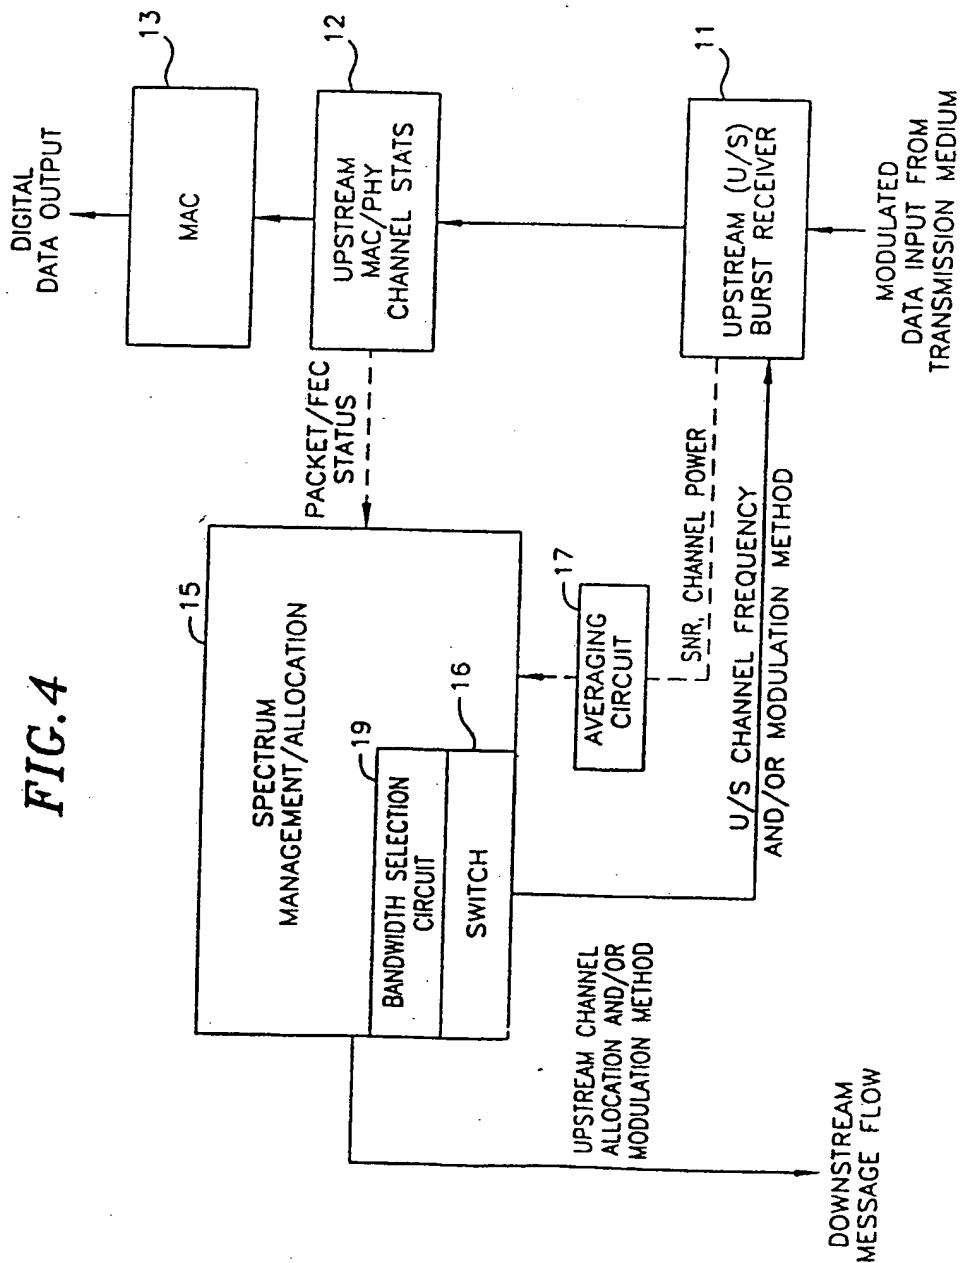 FIG.4
DIGITAL
DATA OUTPUT
13
MAC
12
UPSTREAM
MAC/PHY
CHANNEL STATS
PACKET/FEC
STATUS
15
SPECTRUM
MANAGEMENT/ALLOCATION
19
BANDWIDTH SELECTION
CIRCUIT
16
SWITCH
17
AVERAGING
CIRCUIT
SNR, CHANNEL POWER
11
UPSTREAM (U/S)
BURST RECEIVER
U/S CHANNEL FREQUENCY
AND/OR MODULATION METHOD
MODULATED
DATA INPUT FROM
TRANSMISSION MEDIUM
UPSTREAM CHANNEL
ALLOCATION AND/OR
MODULATION METHOD
DOWNSTREAM
MESSAGE FLOW